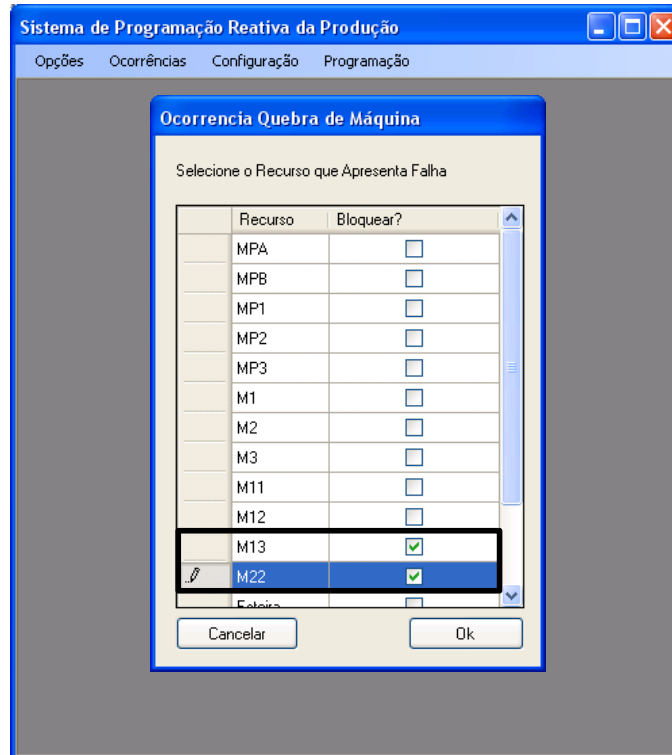 Sistema de Programação Reativa da Produção
Opções Ocorrências Configuração Programação
Ocorrencia Quebra de Máquina
Selecione o Recurso que Apresenta Falha
Recurso Bloquear?
MPA
MPB
MP1
MP2
MP3
M1
M2
M3
M11
M12
M13
M22
Cancelar Ok